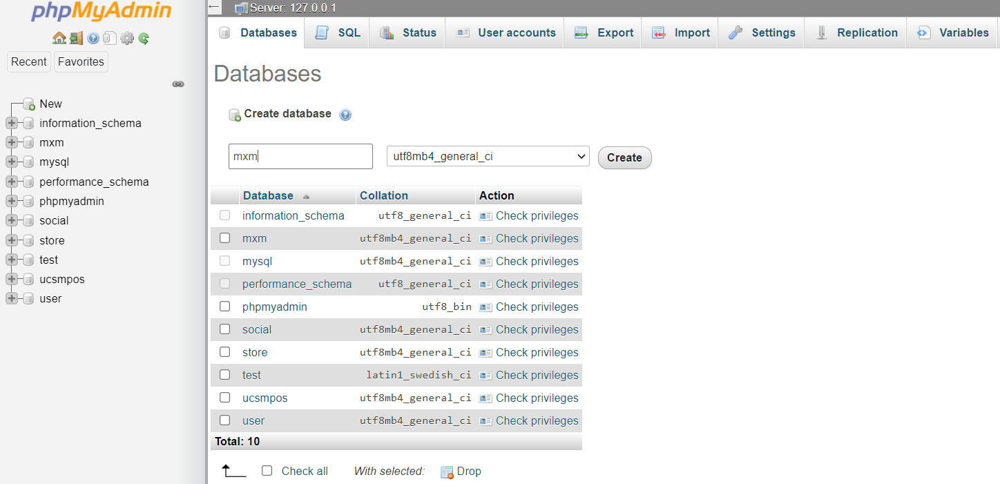 phpMyAdmin
Recent Favorites
New
information_schema
mxm
mysql
performance_schema
phpmyadmin
social
store
test
ucsmpos
user
Server: 127.0.0.1
Databases SQL Status User accounts Export Import Settings Replication Variables
Databases
Create database
mxm utf8mb4_general_ci Create
Database Collation Action
information_schema utf8_general_ci Check privileges
mxm utf8mb4_general_ci Check privileges
mysql utf8mb4_general_ci Check privileges
performance_schema utf8_general_ci Check privileges
phpmyadmin utf8_bin Check privileges
social utf8mb4_general_ci Check privileges
store utf8mb4_general_ci Check privileges
test latin1_swedish_ci Check privileges
ucsmpos utf8mb4_general_ci Check privileges
user utf8mb4_general_ci Check privileges
Total: 10
Check all With selected: Drop